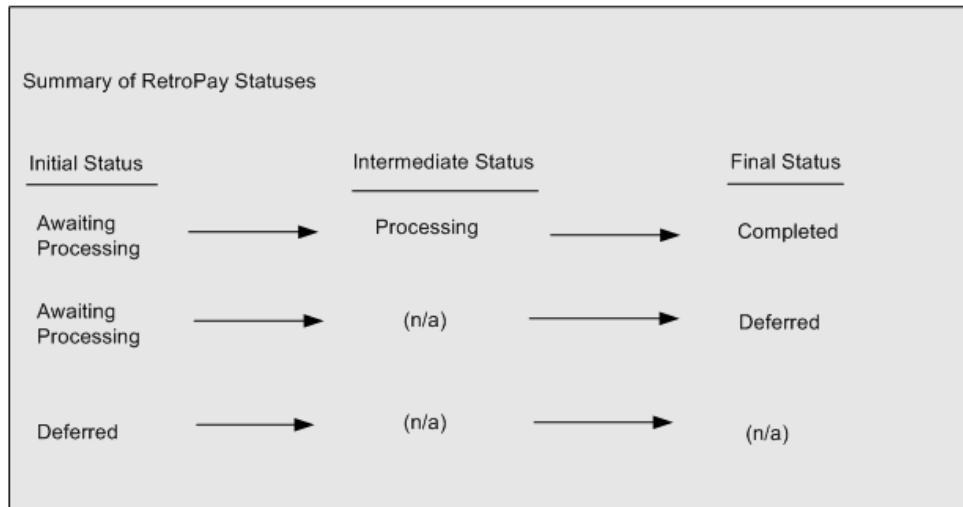 Summary of RetroPay Statuses
Initial Status
Intermediate Status
Final Status
Awaiting
Processing
Processing
Completed
Awaiting
Processing
(n/a)
Deferred
Deferred
(n/a)
(n/a)